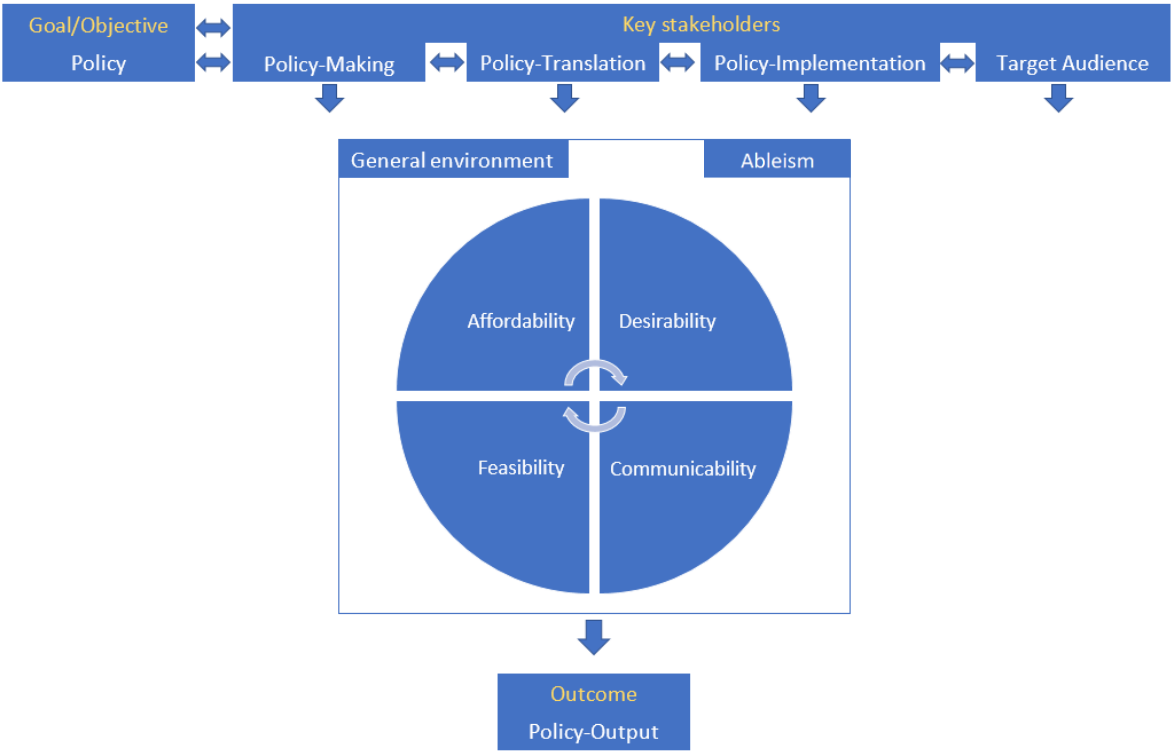 Goal/Objective
Policy
Key stakeholders
Policy-Making
Policy-Translation
Policy-Implementation
Target Audience
General environment
Ableism
Affordability
Desirability
Feasibility
Communicability
Outcome
Policy-Output